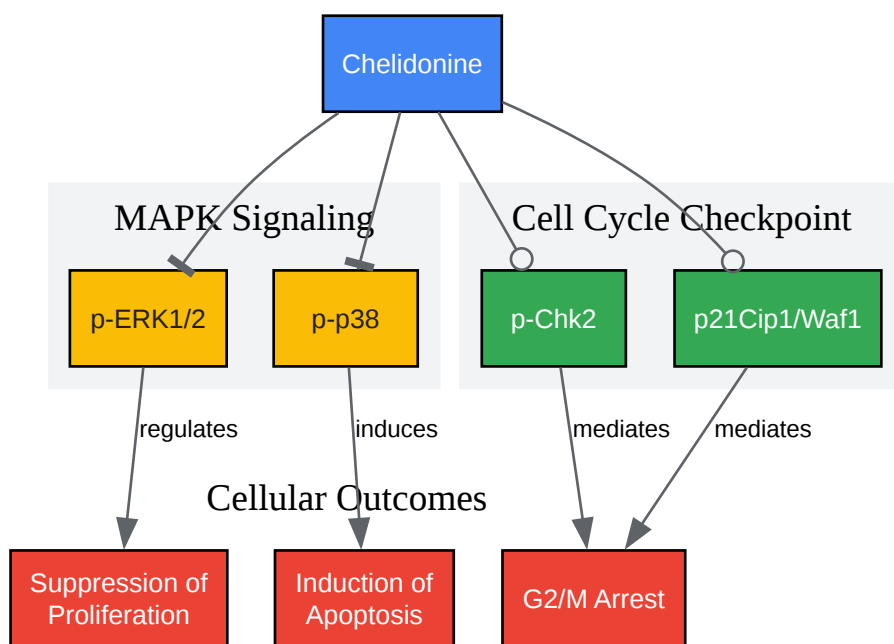 Chelidonine
MAPK Signaling
Cell Cycle Checkpoint
p-ERK1/2
p-p38
p-Chk2
p21Cip1/Waf1
regulates
induces
mediates
mediates
Cellular Outcomes
Suppression of
Proliferation
Induction of
Apoptosis
G2/M Arrest